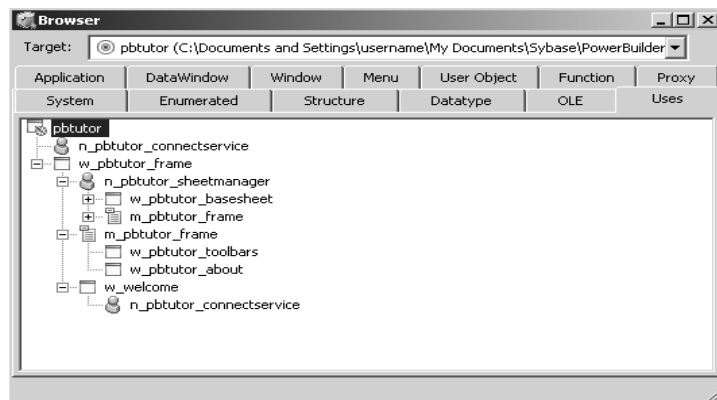 Browser
Target: pbtutor (C:\Documents and Settings\username\My Documents\Sybase\PowerBuilder
Application DataWindow Window Menu User Object Function Proxy
System Enumerated Structure Datatype OLE Uses
pbtutor
n_pbtutor_connectservice
w_pbtutor_frame
n_pbtutor_sheetmanager
w_pbtutor_basesheet
m_pbtutor_frame
m_pbtutor_frame
w_pbtutor_toolbars
w_pbtutor_about
w_welcome
n_pbtutor_connectservice